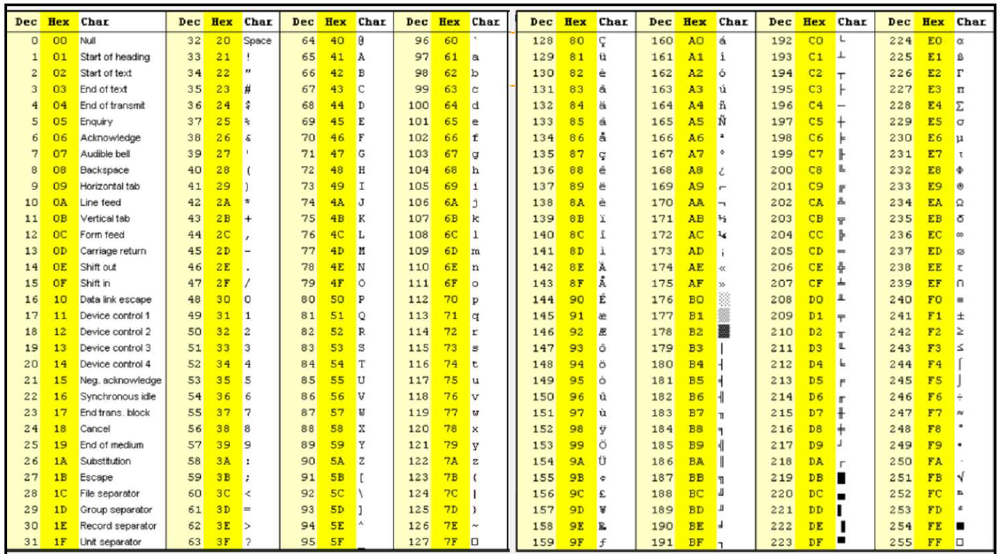 Dec Hex Char Dec Hex Char Dec Hex Char Dec Hex Char Dec Hex Char Dec Hex Char Dec Hex Char Dec Hex Char
0 00 Null 32 20 Space 64 40 @ 96 60 ` 128 80 Ç 160 A0 á 192 C0 └ 224 E0 α
1 01 Start of heading 33 21 ! 65 41 A 97 61 a 129 81 ü 161 A1 í 193 C1 ┴ 225 E1 ß
2 02 Start of text 34 22 " 66 42 B 98 62 b 130 82 é 162 A2 ó 194 C2 ┬ 226 E2 Γ
3 03 End of text 35 23 # 67 43 C 99 63 c 131 83 â 163 A3 ú 195 C3 ├ 227 E3 π
4 04 End of transmit 36 24 $ 68 44 D 100 64 d 132 84 ä 164 A4 ñ 196 C4 ─ 228 E4 Σ
5 05 Enquiry 37 25 % 69 45 E 101 65 e 133 85 à 165 A5 Ñ 197 C5 ┼ 229 E5 σ
6 06 Acknowledge 38 26 & 70 46 F 102 66 f 134 86 å 166 A6 ª 198 C6 ╞ 230 E6 µ
7 07 Audible bell 39 27 ' 71 47 G 103 67 g 135 87 ç 167 A7 º 199 C7 ╟ 231 E7 τ
8 08 Backspace 40 28 ( 72 48 H 104 68 h 136 88 ê 168 A8 ¿ 200 C8 ╚ 232 E8 Φ
9 09 Horizontal tab 41 29 ) 73 49 I 105 69 i 137 89 ë 169 A9 ⌐ 201 C9 ╔ 233 E9 Θ
10 0A Line feed 42 2A * 74 4A J 106 6A j 138 8A è 170 AA ¬ 202 CA ╩ 234 EA Ω
11 0B Vertical tab 43 2B + 75 4B K 107 6B k 139 8B ï 171 AB ½ 203 CB ╦ 235 EB δ
12 0C Form feed 44 2C , 76 4C L 108 6C l 140 8C î 172 AC ¼ 204 CC ╠ 236 EC ∞
13 0D Carriage return 45 2D - 77 4D M 109 6D m 141 8D ì 173 AD ¡ 205 CD ═ 237 ED ø
14 0E Shift out 46 2E . 78 4E N 110 6E n 142 8E Ä 174 AE « 206 CE ╬ 238 EE ε
15 0F Shift in 47 2F / 79 4F O 111 6F o 143 8F Å 175 AF » 207 CF ╧ 239 EF ∩
16 10 Data link escape 48 30 0 80 50 P 112 70 p 144 90 É 176 B0 ░ 208 D0 ╨ 240 F0 ≡
17 11 Device control 1 49 31 1 81 51 Q 113 71 q 145 91 æ 177 B1 ▒ 209 D1 ╤ 241 F1 ±
18 12 Device control 2 50 32 2 82 52 R 114 72 r 146 92 Æ 178 B2 ▓ 210 D2 ╥ 242 F2 ≥
19 13 Device control 3 51 33 3 83 53 S 115 73 s 147 93 ô 179 B3 │ 211 D3 ╙ 243 F3 ≤
20 14 Device control 4 52 34 4 84 54 T 116 74 t 148 94 ö 180 B4 ┤ 212 D4 ╘ 244 F4 ⌠
21 15 Neg. acknowledge 53 35 5 85 55 U 117 75 u 149 95 ò 181 B5 ╡ 213 D5 ╒ 245 F5 ⌡
22 16 Synchronous idle 54 36 6 86 56 V 118 76 v 150 96 û 182 B6 ╢ 214 D6 ╓ 246 F6 ÷
23 17 End trans. block 55 37 7 87 57 W 119 77 w 151 97 ù 183 B7 ╖ 215 D7 ╫ 247 F7 ≈
24 18 Cancel 56 38 8 88 58 X 120 78 x 152 98 ÿ 184 B8 ╕ 216 D8 ╪ 248 F8 °
25 19 End of medium 57 39 9 89 59 Y 121 79 y 153 99 Ö 185 B9 ╣ 217 D9 ┘ 249 F9 ∙
26 1A Substitution 58 3A : 90 5A Z 122 7A z 154 9A Ü 186 BA ║ 218 DA ┌ 250 FA ·
27 1B Escape 59 3B ; 91 5B [ 123 7B { 155 9B ¢ 187 BB ╗ 219 DB █ 251 FB √
28 1C File separator 60 3C < 92 5C \ 124 7C | 156 9C £ 188 BC ╝ 220 DC ▄ 252 FC ⁿ
29 1D Group separator 61 3D = 93 5D ] 125 7D } 157 9D ¥ 189 BD ╜ 221 DD ▌ 253 FD ²
30 1E Record separator 62 3E > 94 5E ^ 126 7E ~ 158 9E ₧ 190 BE ╛ 222 DE ▐ 254 FE ■
31 1F Unit separator 63 3F ? 95 5F _ 127 7F □ 159 9F ƒ 191 BF ┐ 223 DF ▀ 255 FF □